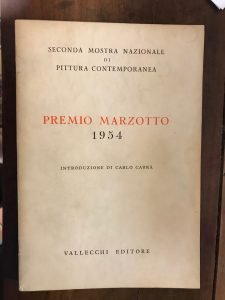 SECONDA MOSTRA NAZIONALE
DI
PITTURA CONTEMPORANEA
PREMIO MARZOTTO
1954
INTRODUZIONE DI CARLO CARRÀ
VALLECCHI EDITORE